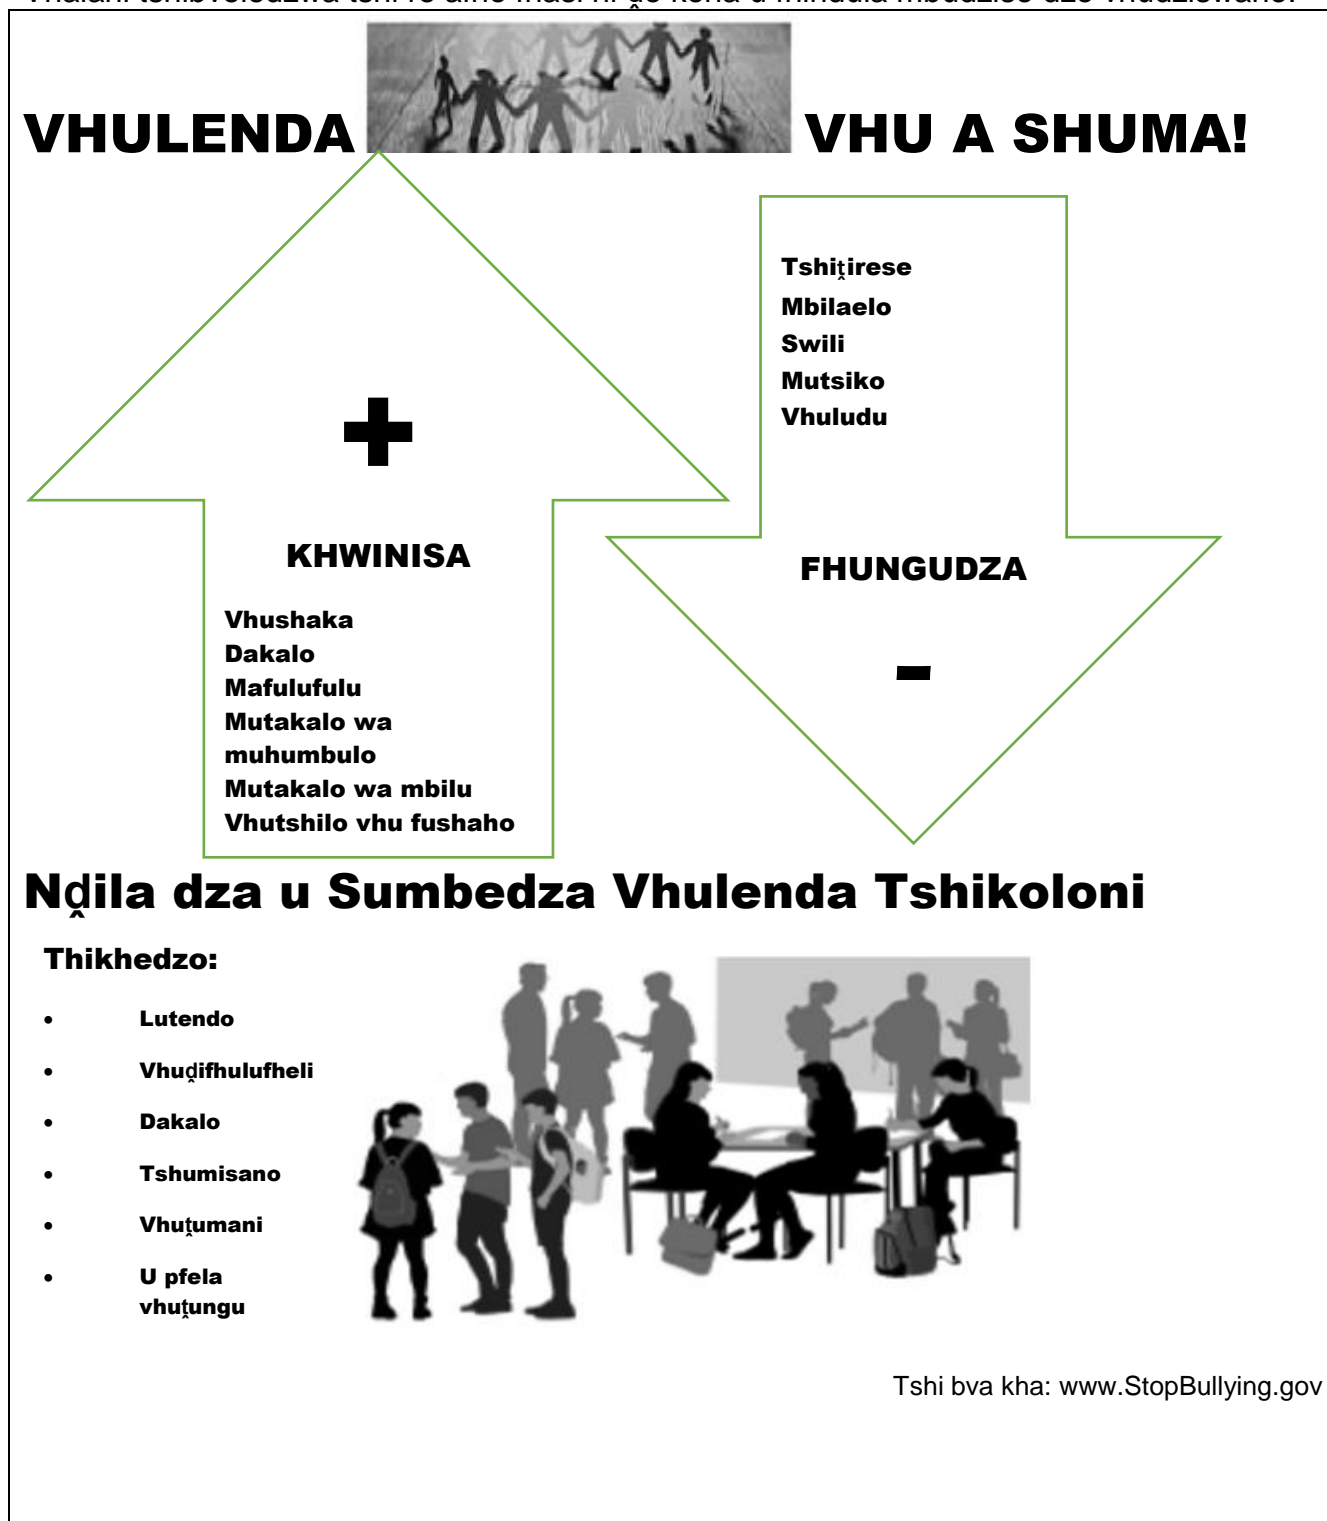 VHULENDA VHU A SHUMA!
+
KHWINISA
Vhushaka
Dakalo
Mafulufulu
Mutakalo wa
muhumbulo
Mutakalo wa mbilu
Vhutshilo vhu fushaho
Tshiṱirese
Mbilaelo
Swili
Mutsiko
Vhuludu
FHUNGUDZA
-
Nḓila dza u Sumbedza Vhulenda Tshikoloni
Thikhedzo:
• Lutendo
• Vhuḓifhulufheli
• Dakalo
• Tshumisano
• Vhuṱumani
• U pfela
vhuṱungu
Tshi bva kha: www.StopBullying.gov